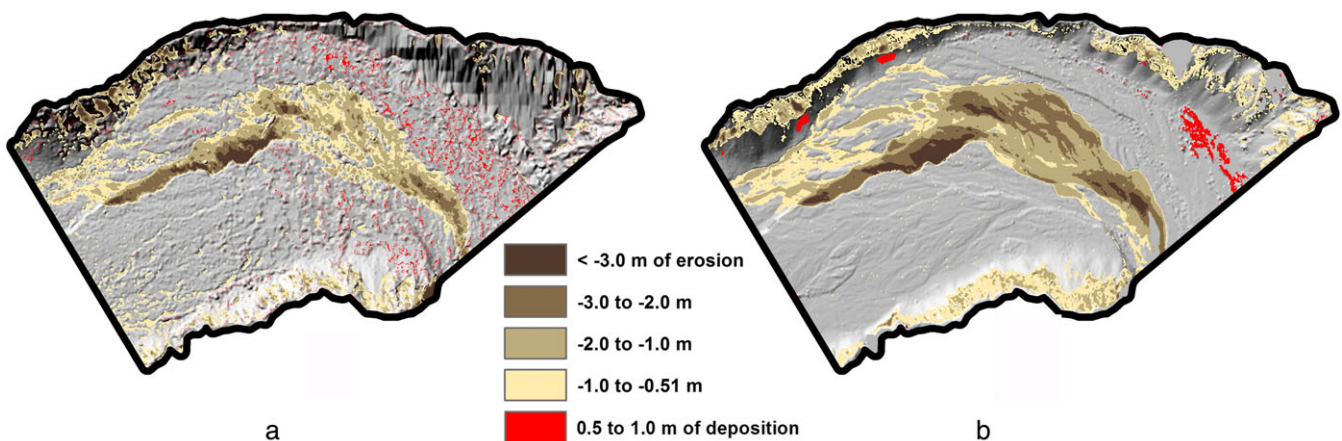 < -3.0 m of erosion
-3.0 to -2.0 m
-2.0 to -1.0 m
-1.0 to -0.51 m
0.5 to 1.0 m of deposition
a
b